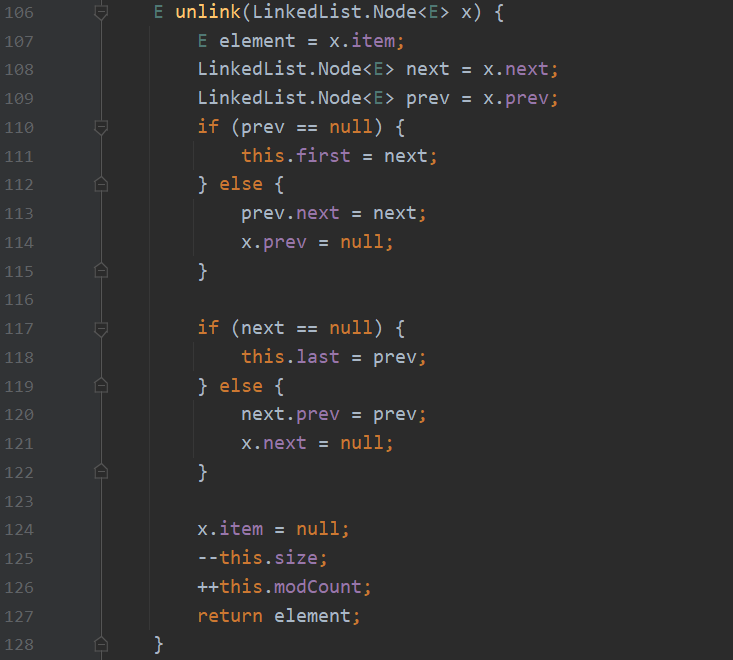 106 E unlink(LinkedList.Node<E> x) {
107 E element = x.item;
108 LinkedList.Node<E> next = x.next;
109 LinkedList.Node<E> prev = x.prev;
110 if (prev == null) {
111 this.first = next;
112 } else {
113 prev.next = next;
114 x.prev = null;
115 }
116
117 if (next == null) {
118 this.last = prev;
119 } else {
120 next.prev = prev;
121 x.next = null;
122 }
123
124 x.item = null;
125 --this.size;
126 ++this.modCount;
127 return element;
128 }